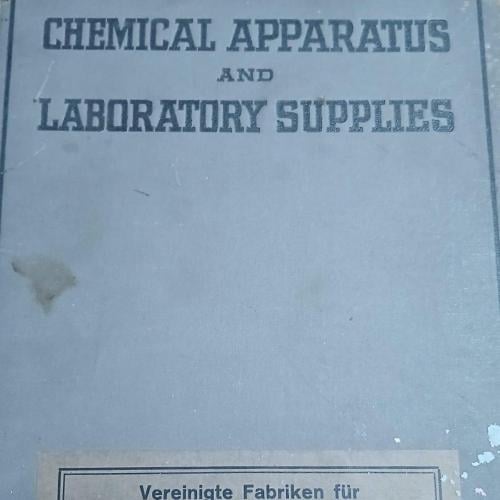 CHEMICAL APPARATUS
AND
LABORATORY SUPPLIES
Vereinigte Fabriken für